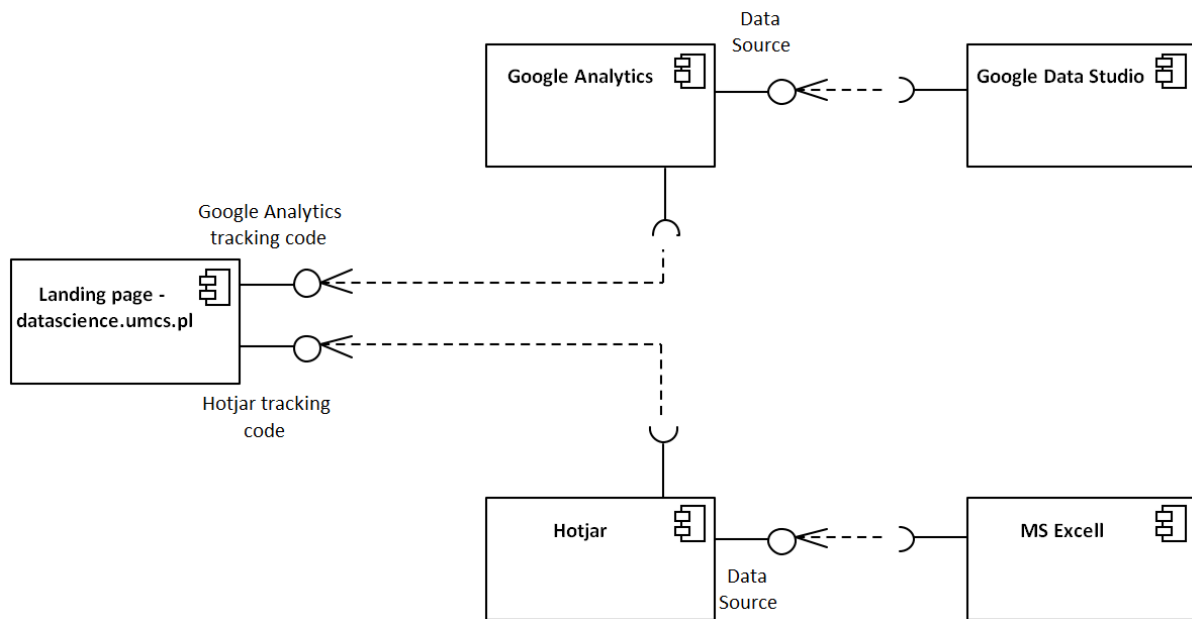 Data
Source
Google Analytics
Google Data Studio
Google Analytics
tracking code
Landing page -
datascience.umcs.pl
Hotjar tracking
code
Hotjar
MS Excell
Data
Source